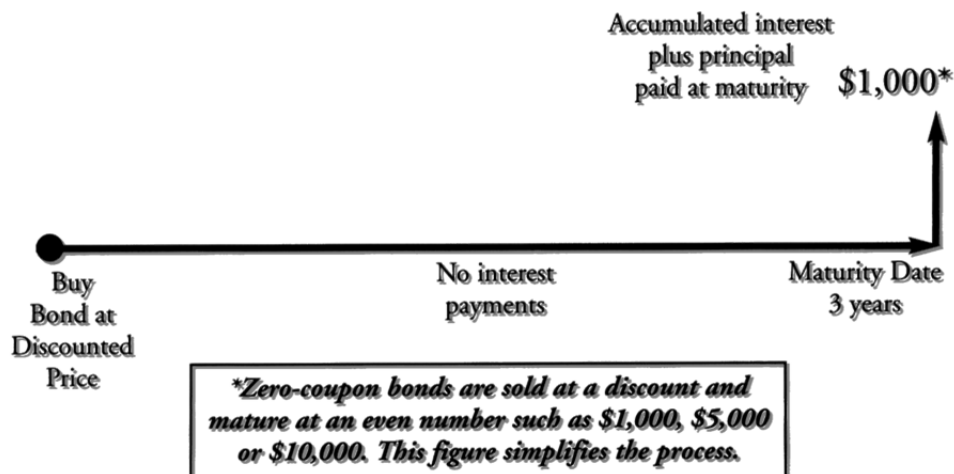 Accumulated interest
plus principal
paid at maturity
$1,000*
Buy
Bond at
Discounted
Price
No interest
payments
Maturity Date
3 years
*Zero-coupon bonds are sold at a discount and
mature at an even number such as $1,000, $5,000
or $10,000. This figure simplifies the process.